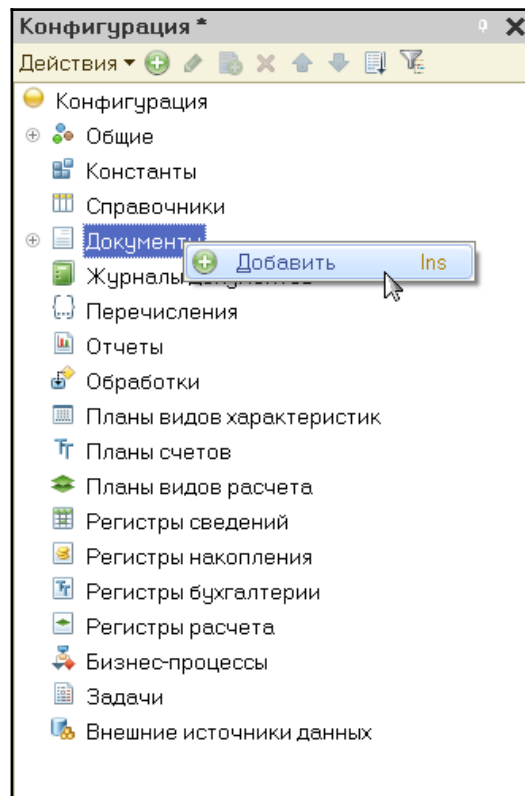 Конфигурация *
Действия
Конфигурация
Общие
Константы
Справочники
Документы
Добавить Ins
Журналы документов
Перечисления
Отчеты
Обработки
Планы видов характеристик
Планы счетов
Планы видов расчета
Регистры сведений
Регистры накопления
Регистры бухгалтерии
Регистры расчета
Бизнес-процессы
Задачи
Внешние источники данных